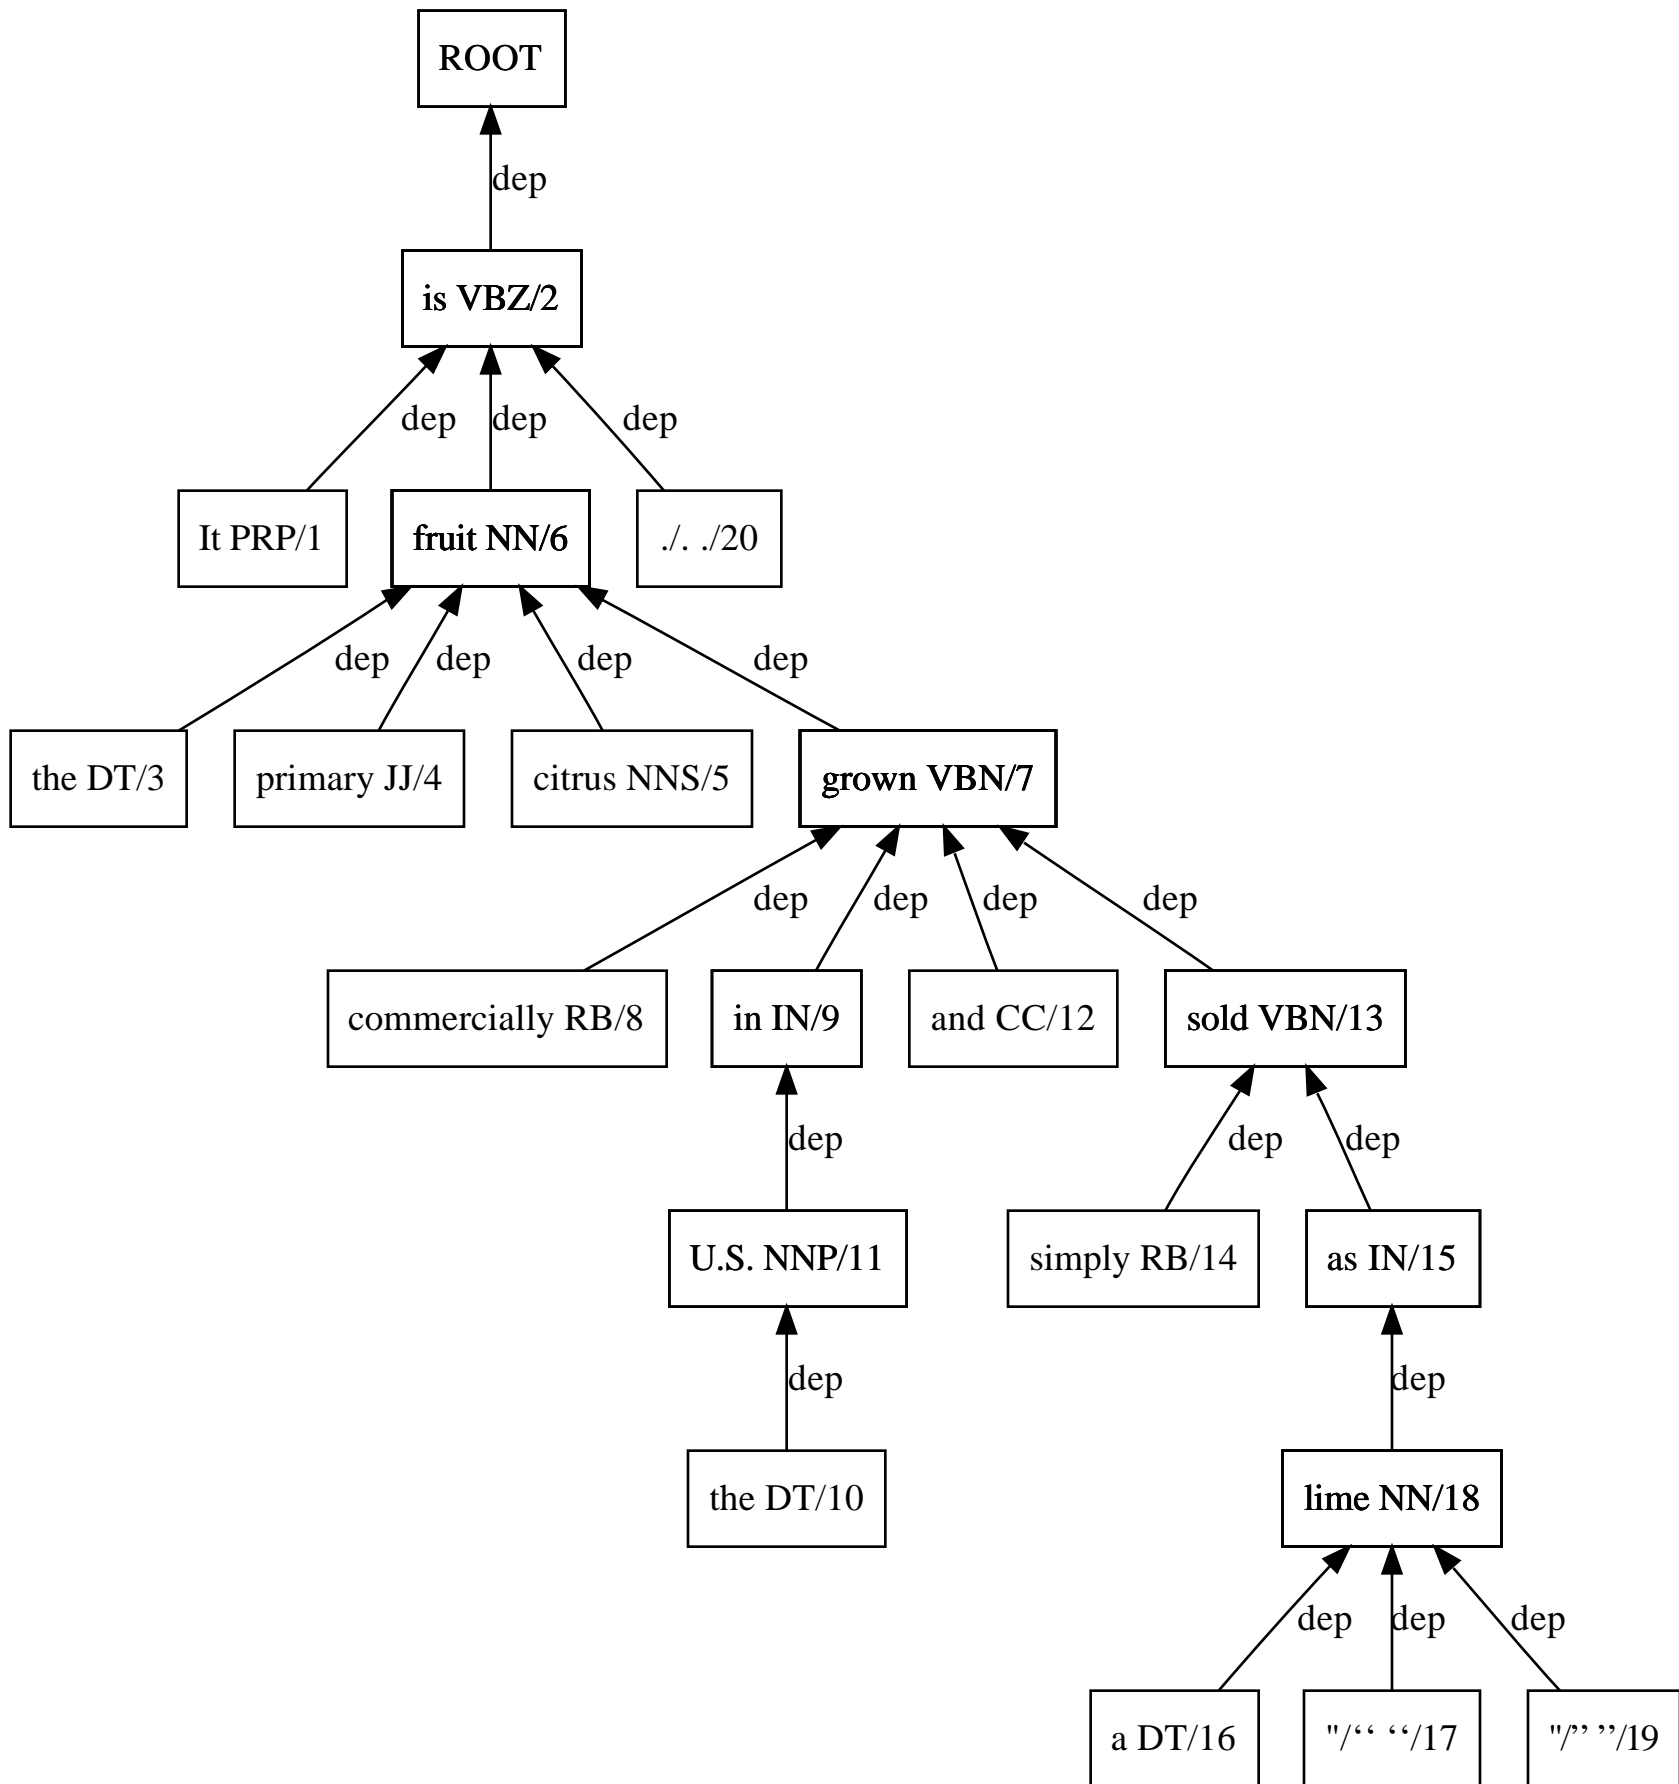 ROOT
dep
is VBZ/2
dep dep dep
It PRP/1 fruit NN/6 ./. ./20
dep dep dep dep
the DT/3 primary JJ/4 citrus NNS/5 grown VBN/7
dep dep dep dep
commercially RB/8 in IN/9 and CC/12 sold VBN/13
dep dep dep
U.S. NNP/11 simply RB/14 as IN/15
dep dep
the DT/10 lime NN/18
dep dep dep
a DT/16 "/‘‘ ‘‘/17 "/’’ ’’/19